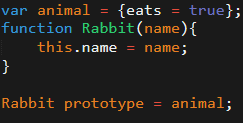 var animal = {eats = true};
function Rabbit(name){
    this.name = name;
}

Rabbit prototype = animal;